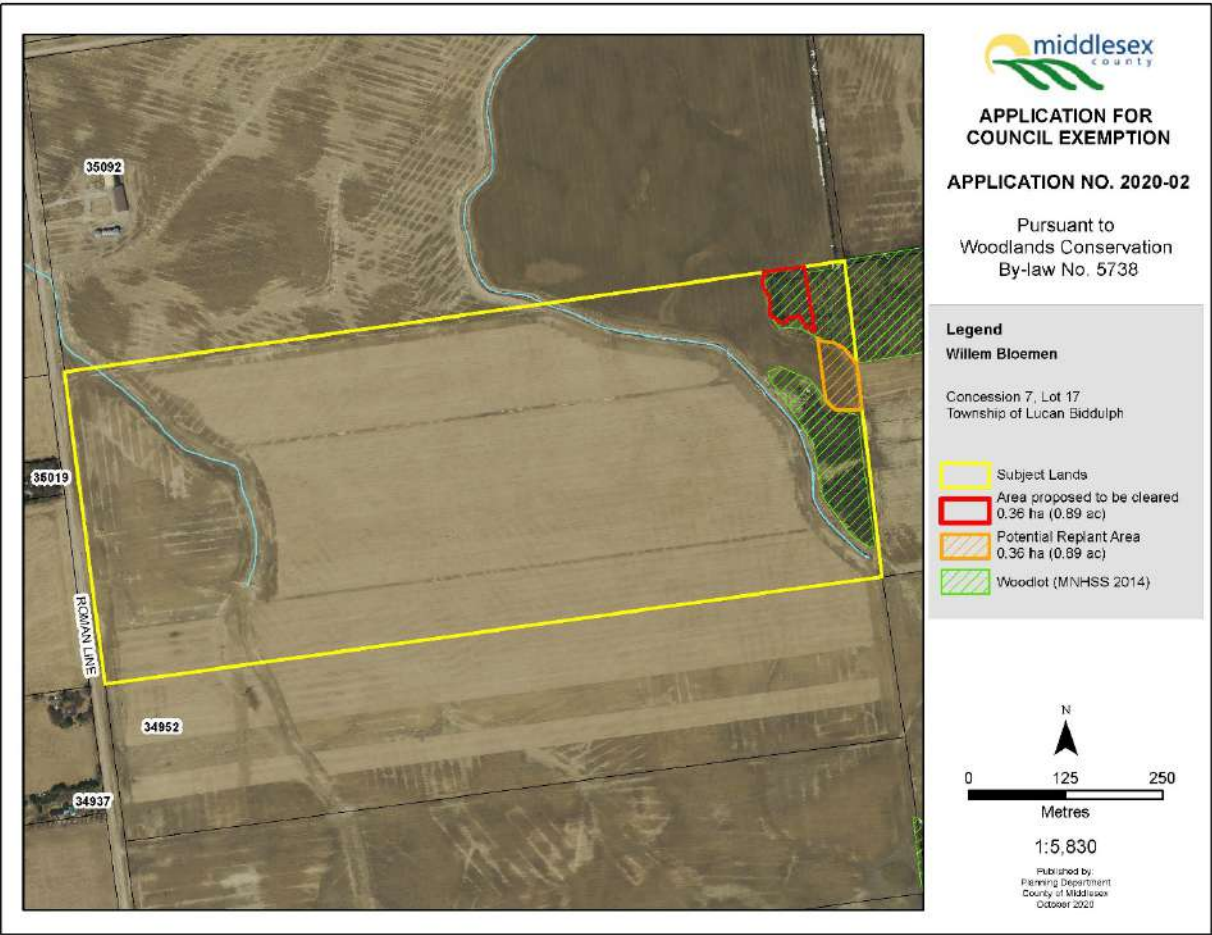 35092
35019
ROMAN LINE
34952
34937
middlesex
county
APPLICATION FOR
COUNCIL EXEMPTION
APPLICATION NO. 2020-02
Pursuant to
Woodlands Conservation
By-law No. 5738
Legend
Willem Bloemen
Concession 7, Lot 17
Township of Lucan Biddulph
Subject Lands
Area proposed to be cleared
0.36 ha (0.89 ac)
Potential Replant Area
0.36 ha (0.89 ac)
Woodlot (MNHSS 2014)
N
0 125 250
Metres
1:5,830
Published by:
Planning Department
County of Middlesex
October 2020